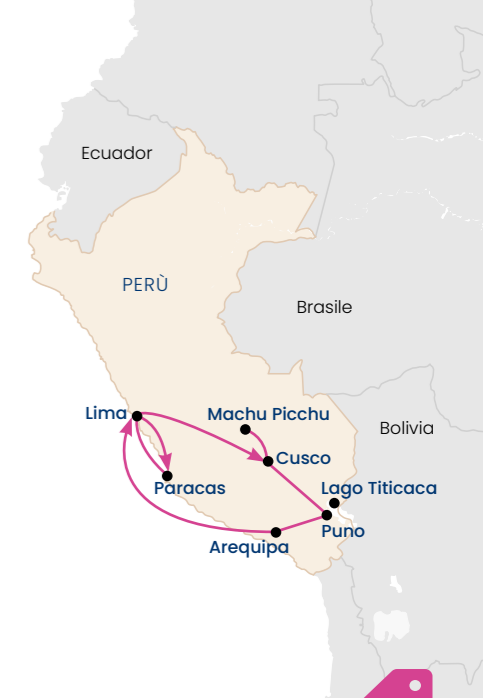 Ecuador
PERÙ
Brasile
Lima
Machu Picchu
Bolivia
Cusco
Paracas
Lago Titicaca
Puno
Arequipa